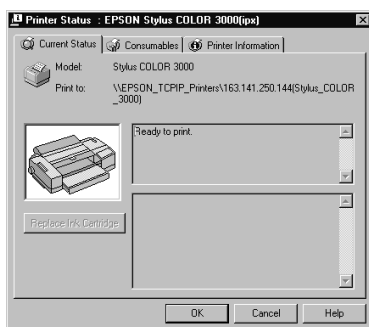 Printer Status : EPSON Stylus COLOR 3000(ipx)
Current Status
Consumables
Printer Information
Model: Stylus COLOR 3000
Print to: \\EPSON_TCPIP_Printers\163.141.250.144(Stylus_COLOR
_3000)
Ready to print.
Replace Ink Cartridge
OK
Cancel
Help